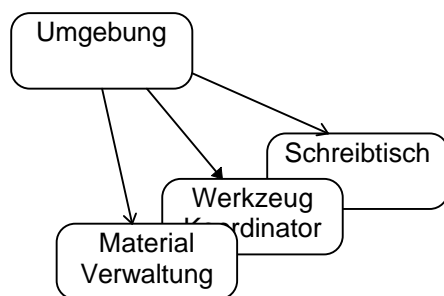 Umgebung
Schreibtisch
Werkzeug
Koordinator
Material
Verwaltung